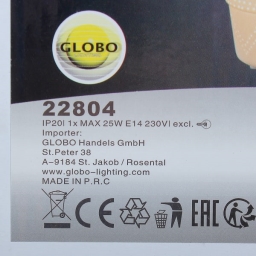 GLOBO
22804
IP20I 1x MAX 25W E14 230V I excl.
Importer:
GLOBO Handels GmbH
St.Peter 38
A-9184 St. Jakob / Rosental
www.globo-lighting.com
MADE IN P.R.C
CE
EAC